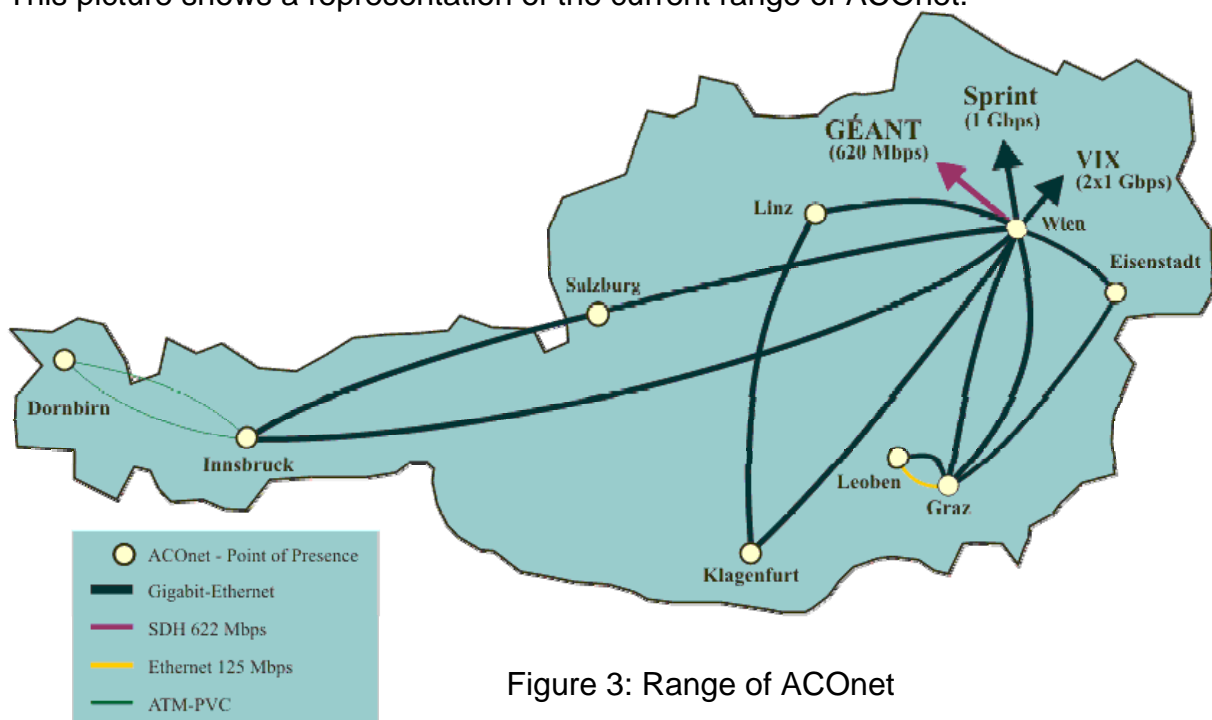 This picture shows a representation of the current range of ACOnet.
Sprint
(1 Gbps)
GÉANT
(620 Mbps)
VIX
(2x1 Gbps)
Linz
Wien
Eisenstadt
Salzburg
Dornbirn
Innsbruck
Leoben
Graz
Klagenfurt
ACOnet - Point of Presence
Gigabit-Ethernet
SDH 622 Mbps
Ethernet 125 Mbps
ATM-PVC
Figure 3: Range of ACOnet